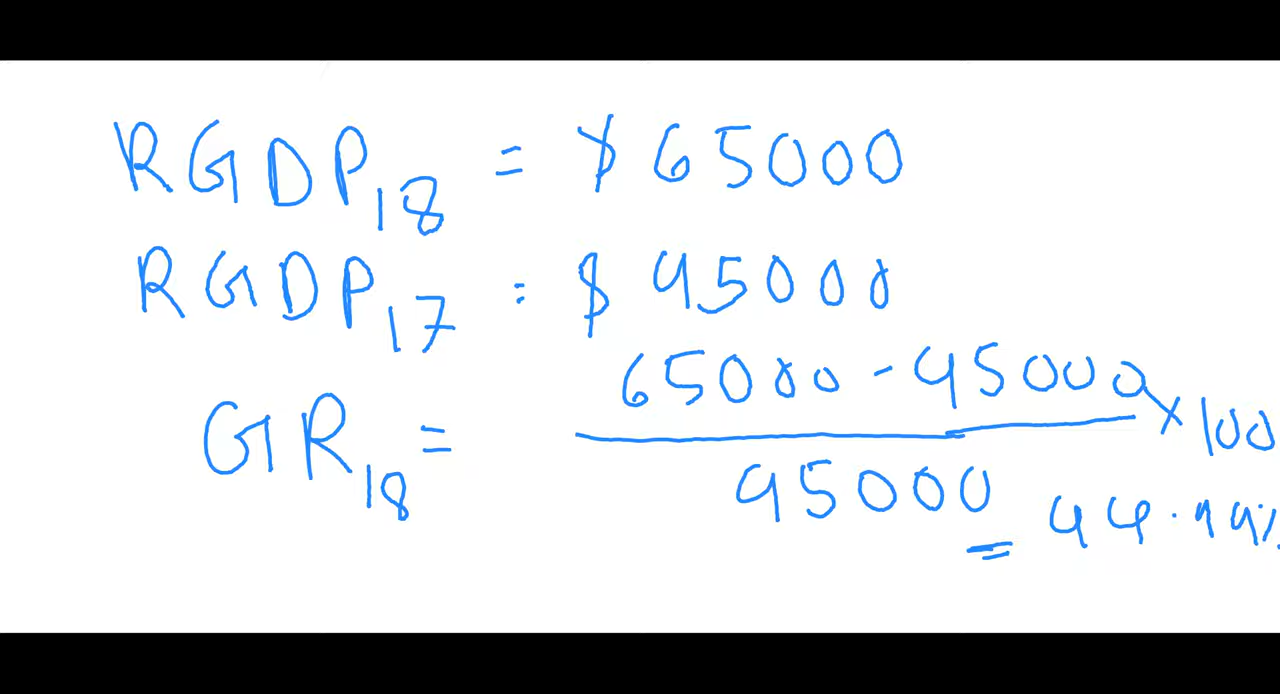 RGDP18 = $ 65000
RGDP17 = $ 45000
GR18 = 65000 - 45000 / 45000 × 100
= 44.44%